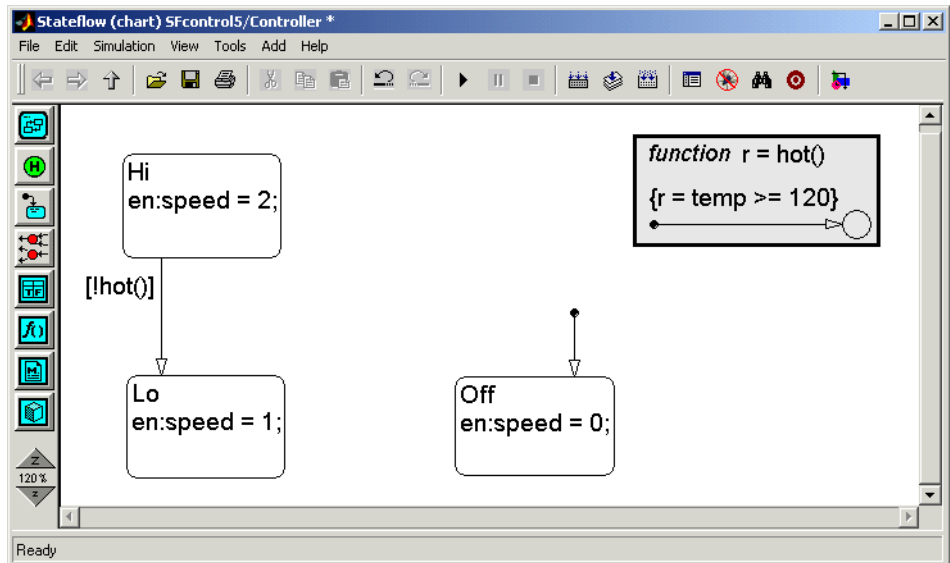 Stateflow (chart) SFcontrol5/Controller *
File Edit Simulation View Tools Add Help
H
Hi
en:speed = 2;
function r = hot()
{r = temp >= 120}
[!hot()]
T F
f()
M
Lo
en:speed = 1;
Off
en:speed = 0;
Z
120%
z
Ready